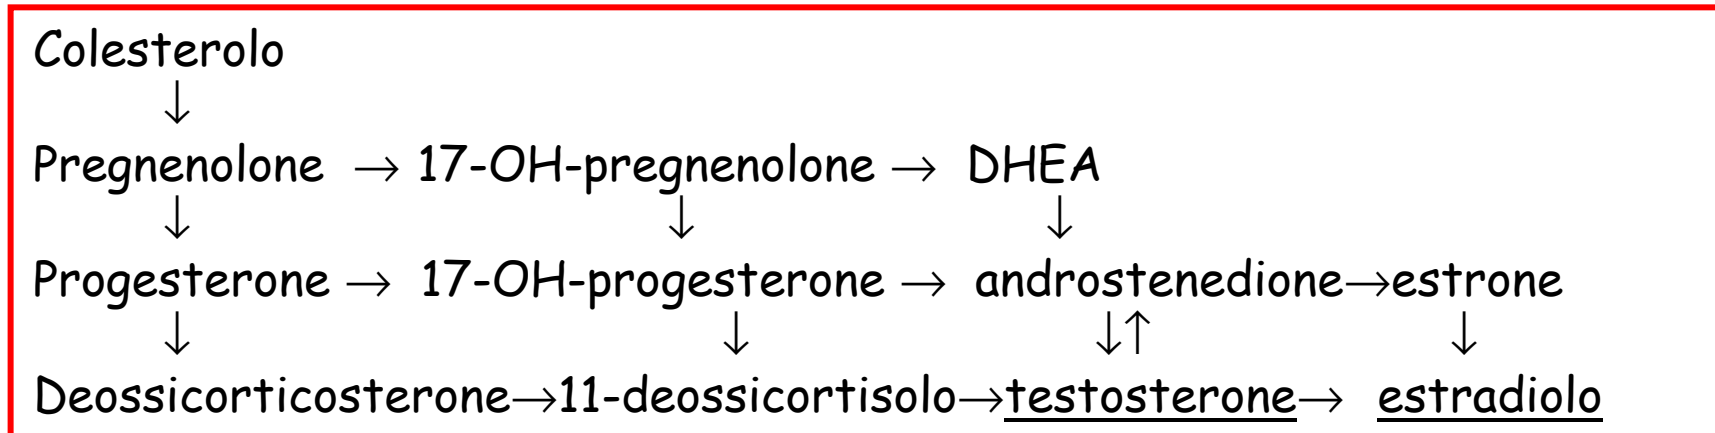 Colesterolo
↓
Pregnenolone → 17-OH-pregnenolone → DHEA
↓ ↓ ↓
Progesterone → 17-OH-progesterone → androstenedione→estrone
↓ ↓ ↓↑ ↓
Deossicorticosterone→11-deossicortisolo→testosterone→ estradiolo